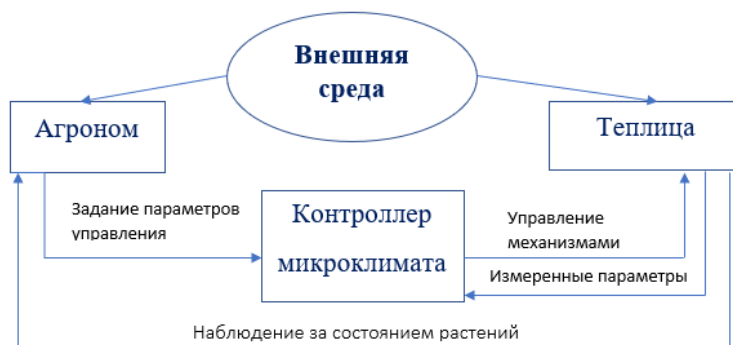 Внешняя
среда
Агроном
Теплица
Задание параметров
управления
Контроллер
микроклимата
Управление
механизмами
Измеренные параметры
Наблюдение за состоянием растений